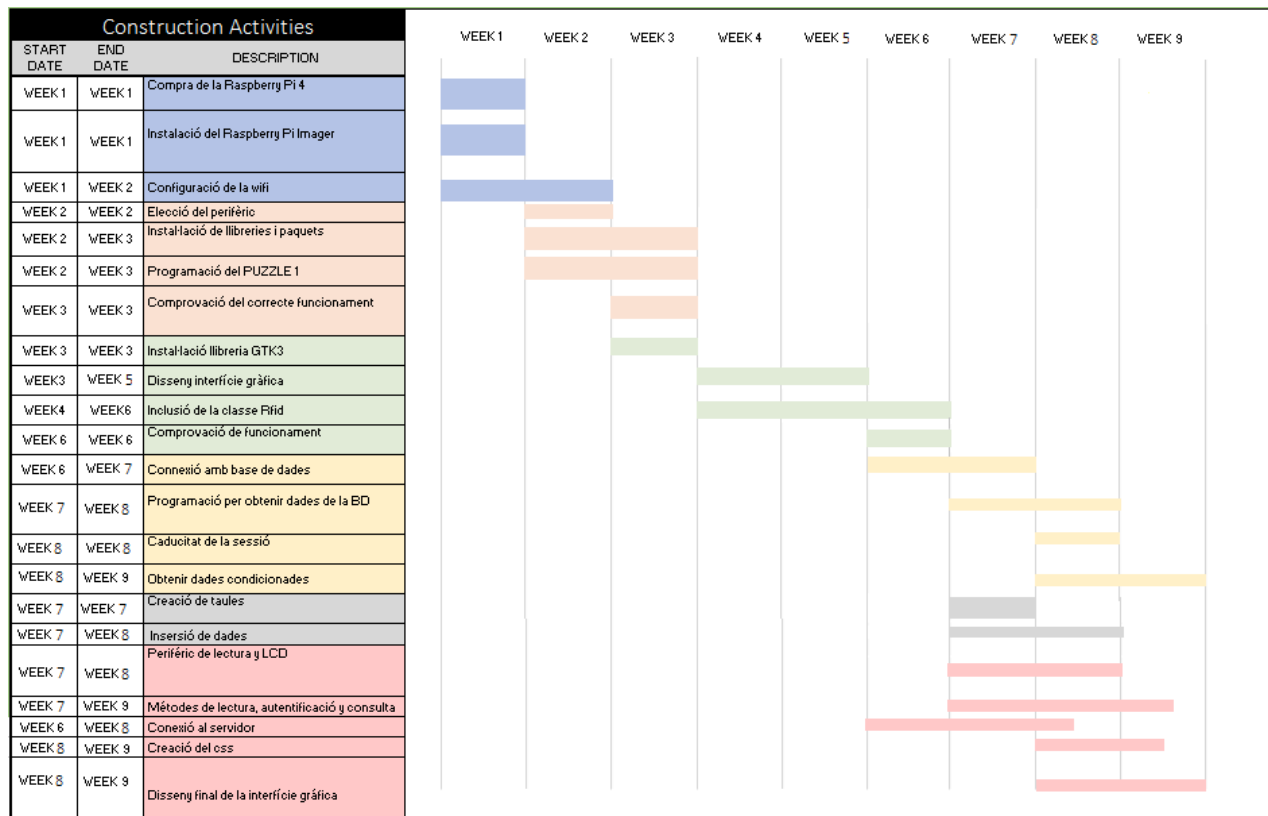 Construction Activities
START DATE END DATE DESCRIPTION
WEEK 1 WEEK 2 WEEK 3 WEEK 4 WEEK 5 WEEK 6 WEEK 7 WEEK 8 WEEK 9
WEEK 1 WEEK 1 Compra de la Raspberry Pi 4
WEEK 1 WEEK 1 Instalació del Raspberry Pi Imager
WEEK 1 WEEK 2 Configuració de la wifi
WEEK 2 WEEK 2 Elecció del perifèric
WEEK 2 WEEK 3 Instal·lació de llibreries i paquets
WEEK 2 WEEK 3 Programació del PUZZLE 1
WEEK 3 WEEK 3 Comprovació del correcte funcionament
WEEK 3 WEEK 3 Instal·lació llibreria GTK3
WEEK3 WEEK 5 Disseny interfície gràfica
WEEK4 WEEK6 Inclusió de la classe Rfid
WEEK 6 WEEK 6 Comprovació de funcionament
WEEK 6 WEEK 7 Connexió amb base de dades
WEEK 7 WEEK 8 Programació per obtenir dades de la BD
WEEK 8 WEEK 8 Caducitat de la sessió
WEEK 8 WEEK 9 Obtenir dades condicionades
WEEK 7 WEEK 7 Creació de taules
WEEK 7 WEEK 8 Insersió de dades
WEEK 7 WEEK 8 Periféric de lectura y LCD
WEEK 7 WEEK 9 Métodes de lectura, autentificació y consulta
WEEK 6 WEEK 8 Conexió al servidor
WEEK 8 WEEK 9 Creació del css
WEEK 8 WEEK 9 Disseny final de la interfície gráfica